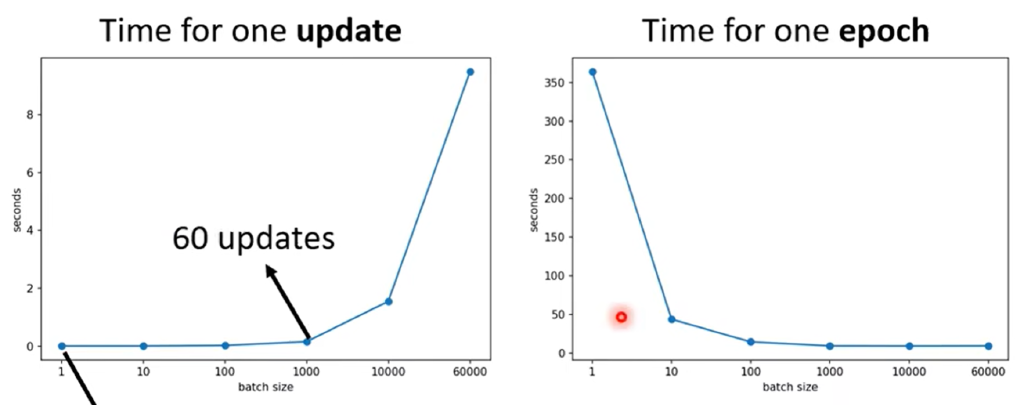 Time for one update
seconds
8
6
4
2
0
60 updates
1 10 100 1000 10000 60000
batch size
Time for one epoch
seconds
350
300
250
200
150
100
50
0
1 10 100 1000 10000 60000
batch size